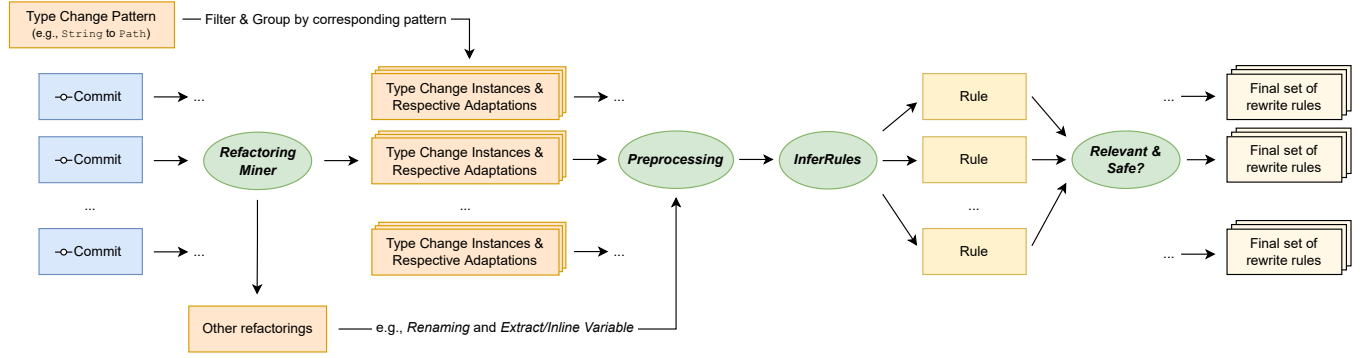 Type Change Pattern
(e.g., String to Path)
Filter & Group by corresponding pattern
Commit
...
Type Change Instances &
Respective Adaptations
...
Rule
...
Final set of
rewrite rules
Commit
Refactoring
Miner
Type Change Instances &
Respective Adaptations
Preprocessing
InferRules
Rule
Relevant &
Safe?
Final set of
rewrite rules
...
...
...
Commit
...
Type Change Instances &
Respective Adaptations
...
Rule
...
Final set of
rewrite rules
Other refactorings
e.g., Renaming and Extract/Inline Variable